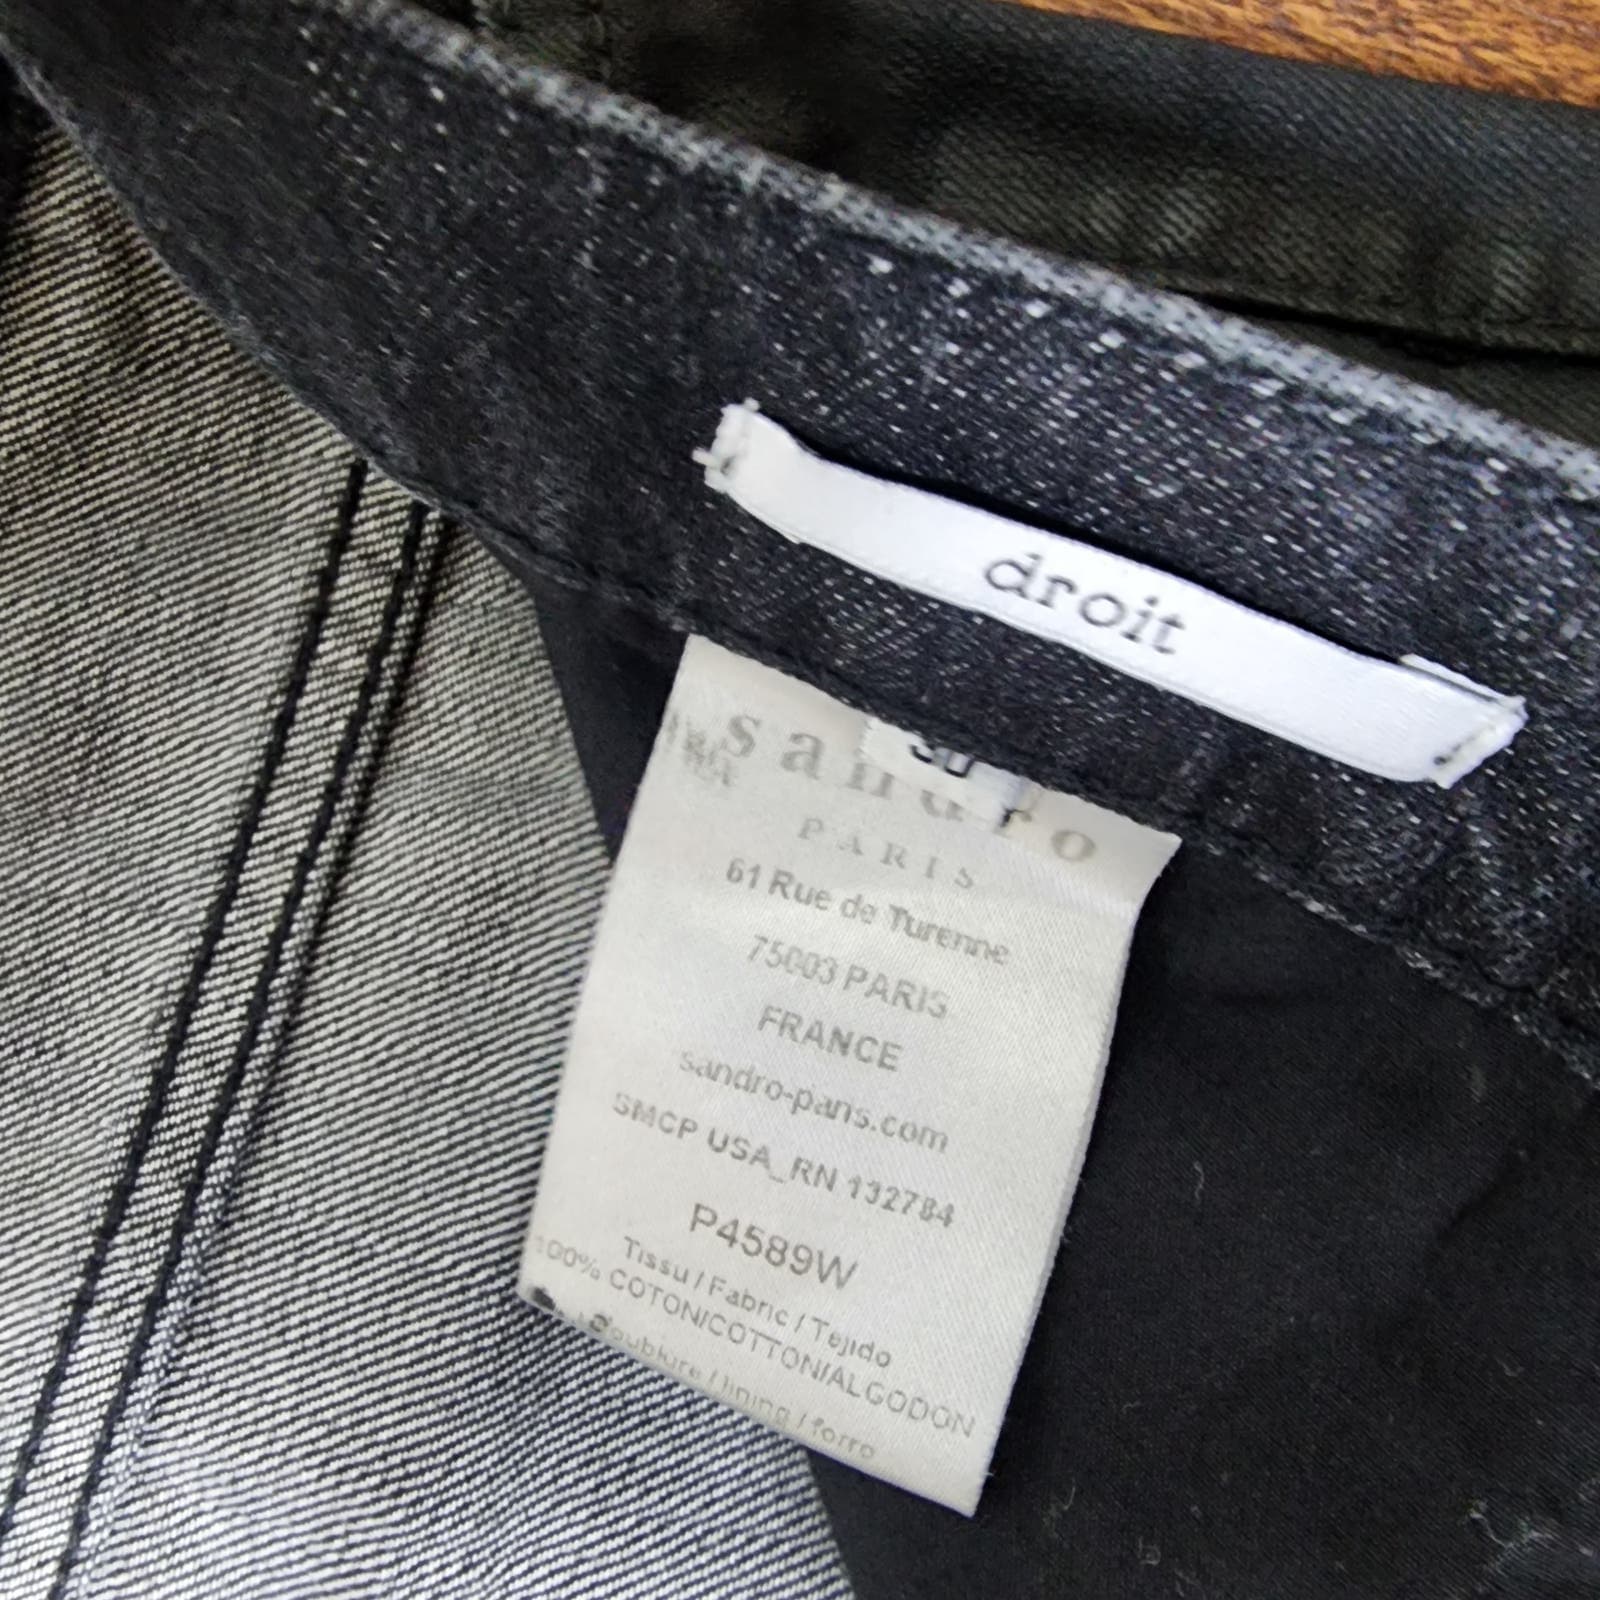 droit
30
sandro
PARIS
61 Rue de Turenne
75003 PARIS
FRANCE
sandro-paris.com
SMCP USA_RN 132784
P4589W
Tissu / Fabric / Tejido
100% COTON/COTTON/ALGODON
Doublure / lining / forro